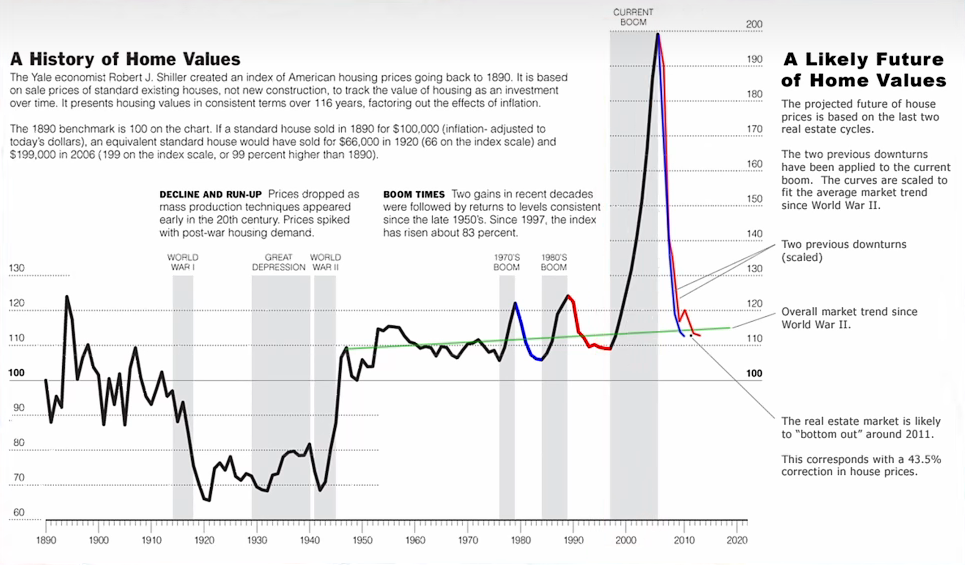 A History of Home Values
The Yale economist Robert J. Shiller created an index of American housing prices going back to 1890. It is based
on sale prices of standard existing houses, not new construction, to track the value of housing as an investment
over time. It presents housing values in consistent terms over 116 years, factoring out the effects of inflation.
The 1890 benchmark is 100 on the chart. If a standard house sold in 1890 for $100,000 (inflation- adjusted to
today's dollars), an equivalent standard house would have sold for $66,000 in 1920 (66 on the index scale) and
$199,000 in 2006 (199 on the index scale, or 99 percent higher than 1890).
DECLINE AND RUN-UP Prices dropped as
mass production techniques appeared
early in the 20th century. Prices spiked
with post-war housing demand.
BOOM TIMES Two gains in recent decades
were followed by returns to levels consistent
since the late 1950's. Since 1997, the index
has risen about 83 percent.
WORLD
WAR I
GREAT
DEPRESSION
WORLD
WAR II
1970'S
BOOM
1980'S
BOOM
CURRENT
BOOM
130
120
110
100
90
80
70
60
200
190
180
170
160
150
140
130
120
110
100
1890
1900
1910
1920
1930
1940
1950
1960
1970
1980
1990
2000
2010
2020
A Likely Future
of Home Values
The projected future of house
prices is based on the last two
real estate cycles.
The two previous downturns
have been applied to the current
boom. The curves are scaled to
fit the average market trend
since World War II.
Two previous downturns
(scaled)
Overall market trend since
World War II.
The real estate market is likely
to "bottom out" around 2011.
This corresponds with a 43.5%
correction in house prices.